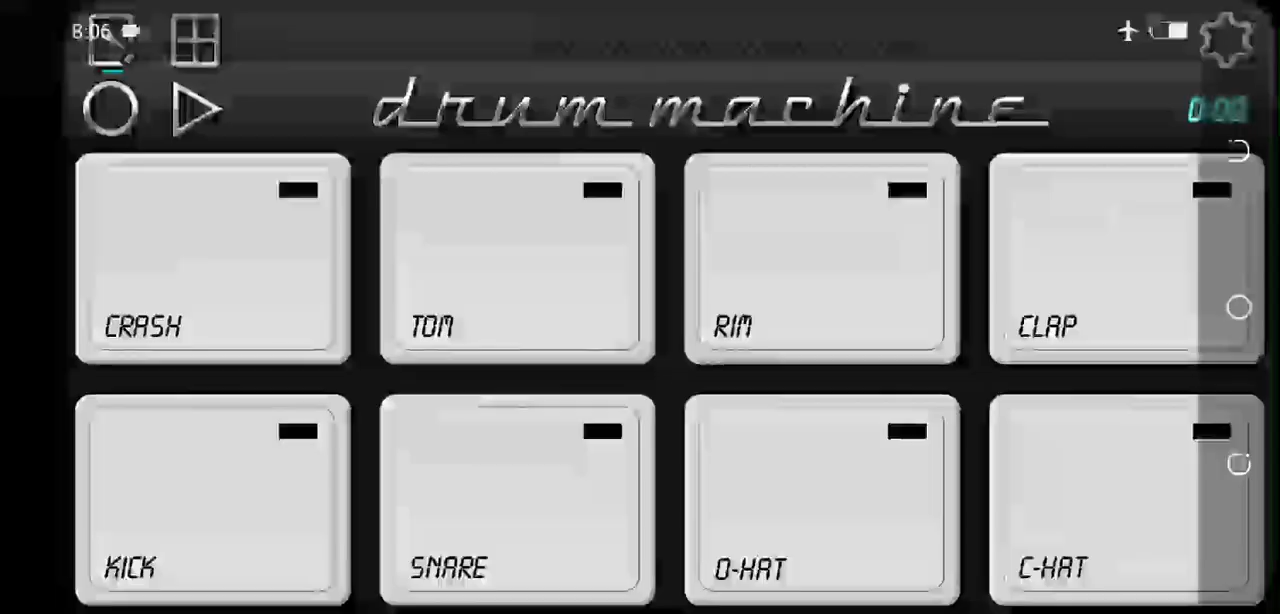 8:06
drum machine
0:00
CRASH TOM RIM CLAP
KICK SNARE O-HAT C-HAT